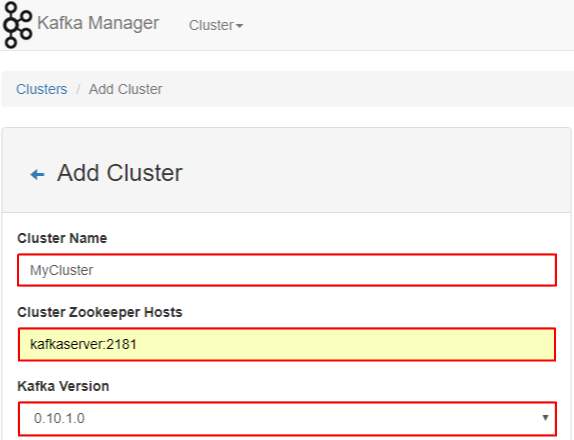 Kafka Manager Cluster
Clusters / Add Cluster
Add Cluster
Cluster Name
MyCluster
Cluster Zookeeper Hosts
kafkaserver:2181
Kafka Version
0.10.1.0